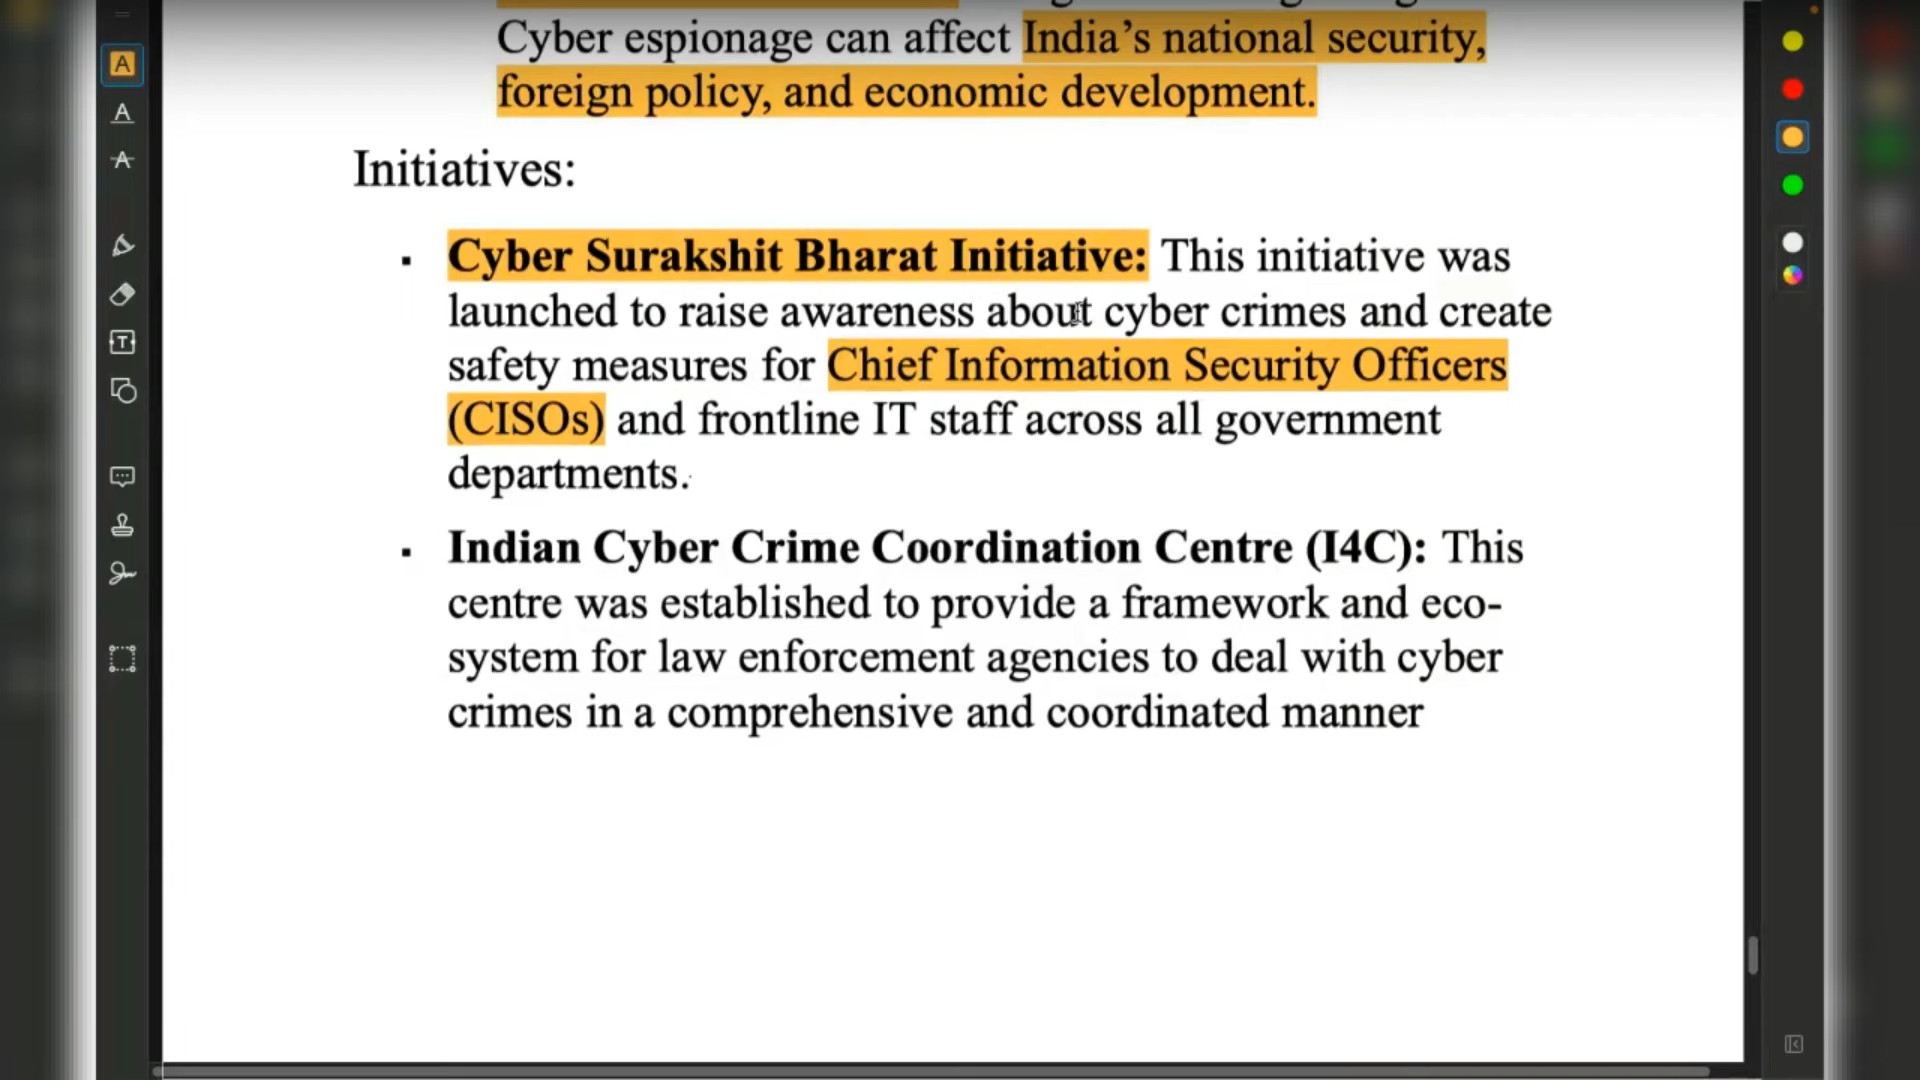 Cyber espionage can affect India’s national security,
foreign policy, and economic development.
Initiatives:
▪ Cyber Surakshit Bharat Initiative: This initiative was
launched to raise awareness about cyber crimes and create
safety measures for Chief Information Security Officers
(CISOs) and frontline IT staff across all government
departments.
▪ Indian Cyber Crime Coordination Centre (I4C): This
centre was established to provide a framework and eco-
system for law enforcement agencies to deal with cyber
crimes in a comprehensive and coordinated manner